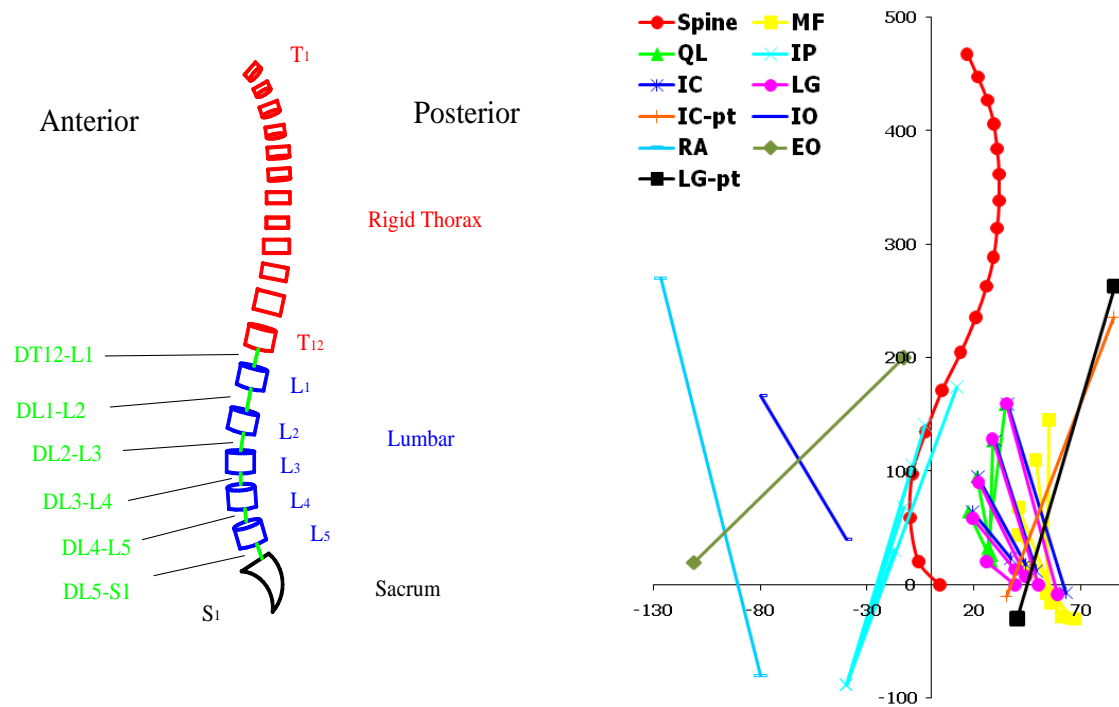 T1
Anterior
Posterior
Rigid Thorax
T12
DT12-L1
L1
DL1-L2
L2
Lumbar
DL2-L3
L3
DL3-L4
L4
L5
DL4-L5
DL5-S1
Sacrum
S1
Spine MF
QL IP
IC LG
IC-pt IO
RA EO
LG-pt
500
400
300
200
100
0
-100
-130 -80 20 70